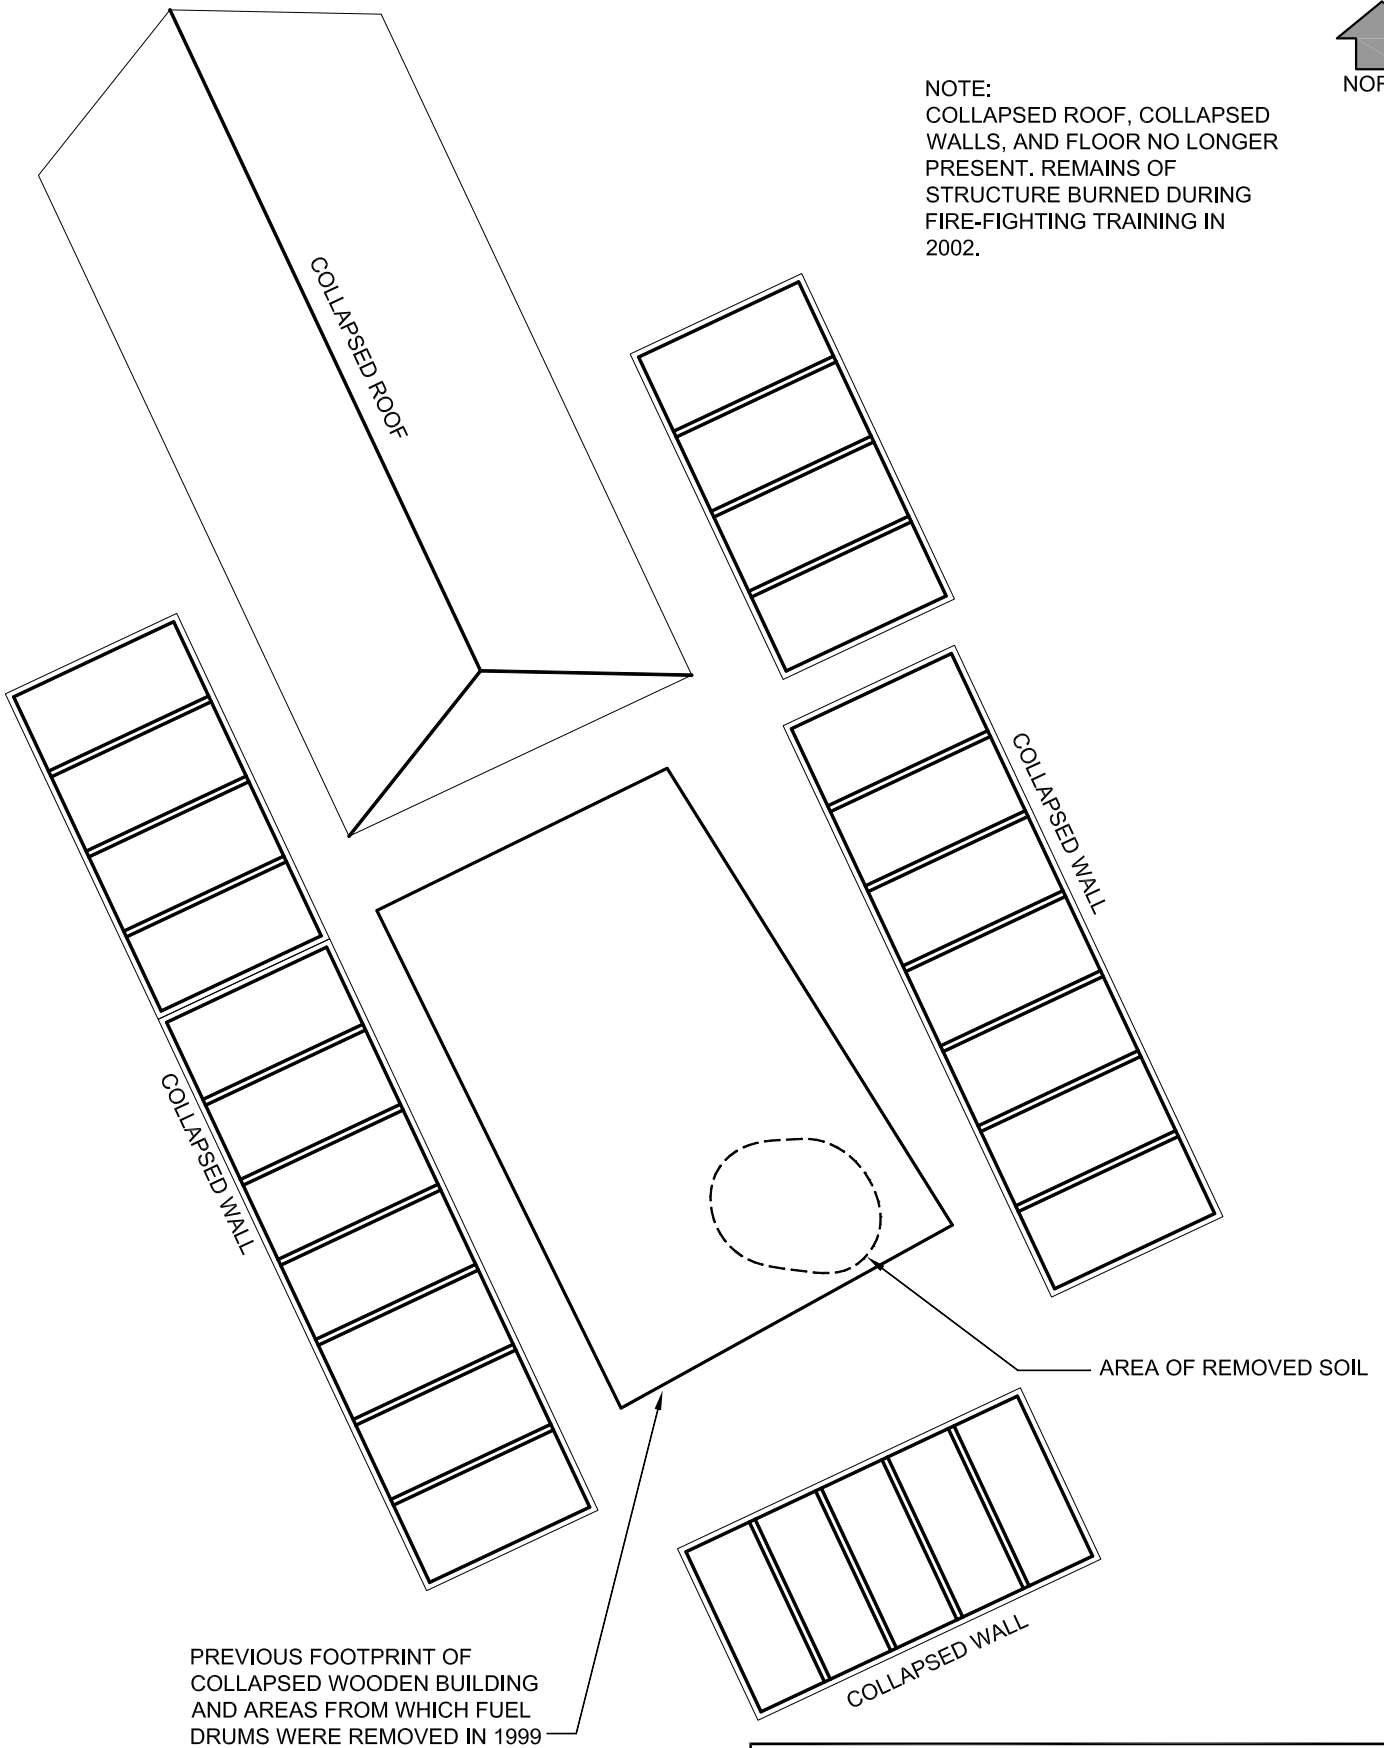 NOTE:
COLLAPSED ROOF, COLLAPSED
WALLS, AND FLOOR NO LONGER
PRESENT. REMAINS OF
STRUCTURE BURNED DURING
FIRE-FIGHTING TRAINING IN
2002.
COLLAPSED ROOF
COLLAPSED WALL
COLLAPSED WALL
AREA OF REMOVED SOIL
COLLAPSED WALL
PREVIOUS FOOTPRINT OF
COLLAPSED WOODEN BUILDING
AND AREAS FROM WHICH FUEL
DRUMS WERE REMOVED IN 1999